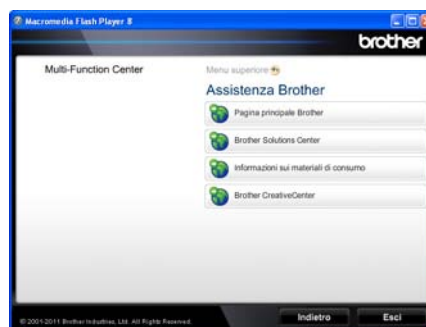 Macromedia Flash Player 8
brother
Multi-Function Center
Menu superiore
Assistenza Brother
Pagina principale Brother
Brother Solutions Center
Informazioni sui materiali di consumo
Brother CreativeCenter
© 2001-2011 Brother Industries, Ltd. All Rights Reserved.
Indietro
Esci